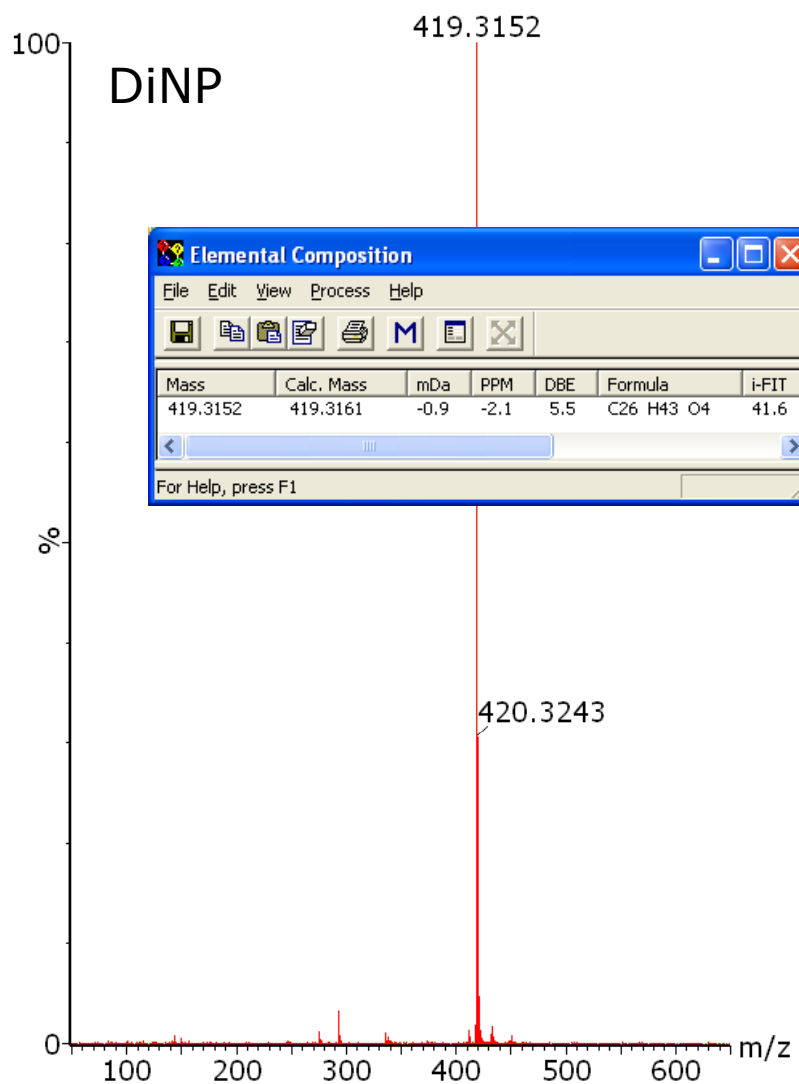 419.3152
100
DiNP
Elemental Composition
File Edit View Process Help
M
Mass Calc. Mass mDa PPM DBE Formula i-FIT
419.3152 419.3161 -0.9 -2.1 5.5 C26 H43 O4 41.6
For Help, press F1
%
420.3243
0
100 200 300 400 500 600 m/z